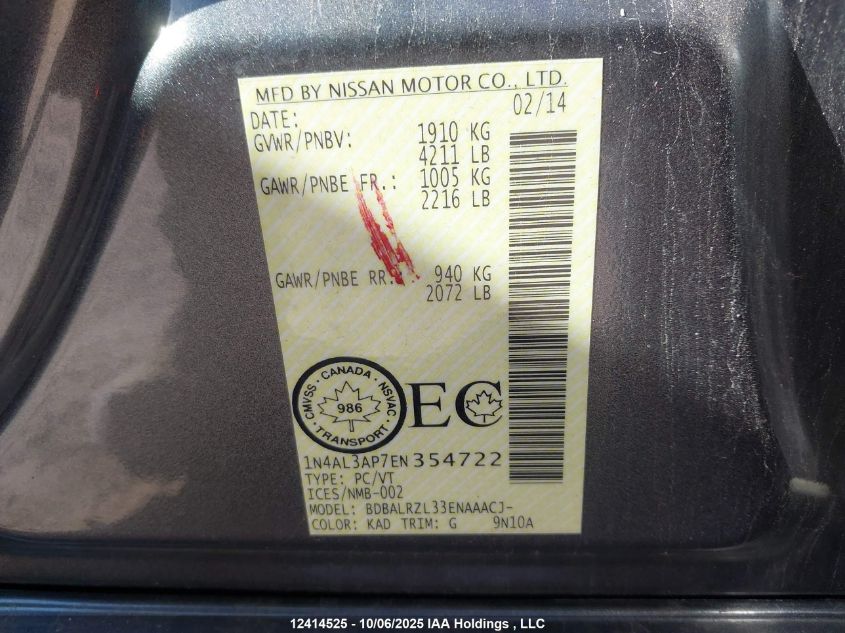 MFD BY NISSAN MOTOR CO., LTD.
DATE: 02/14
GVWR/PNBV: 1910 KG
4211 LB
GAWR/PNBE FR.: 1005 KG
2216 LB
GAWR/PNBE RR.: 940 KG
2072 LB
CMVSS · CANADA · NSVAC · TRANSPORT ·
986
EC
1N4AL3AP7EN354722
TYPE: PC/VT
ICES/NMB-002
MODEL: BDBALRZL33ENAAACJ-
COLOR: KAD TRIM: G 9N10A
12414525 - 10/06/2025 IAA Holdings , LLC